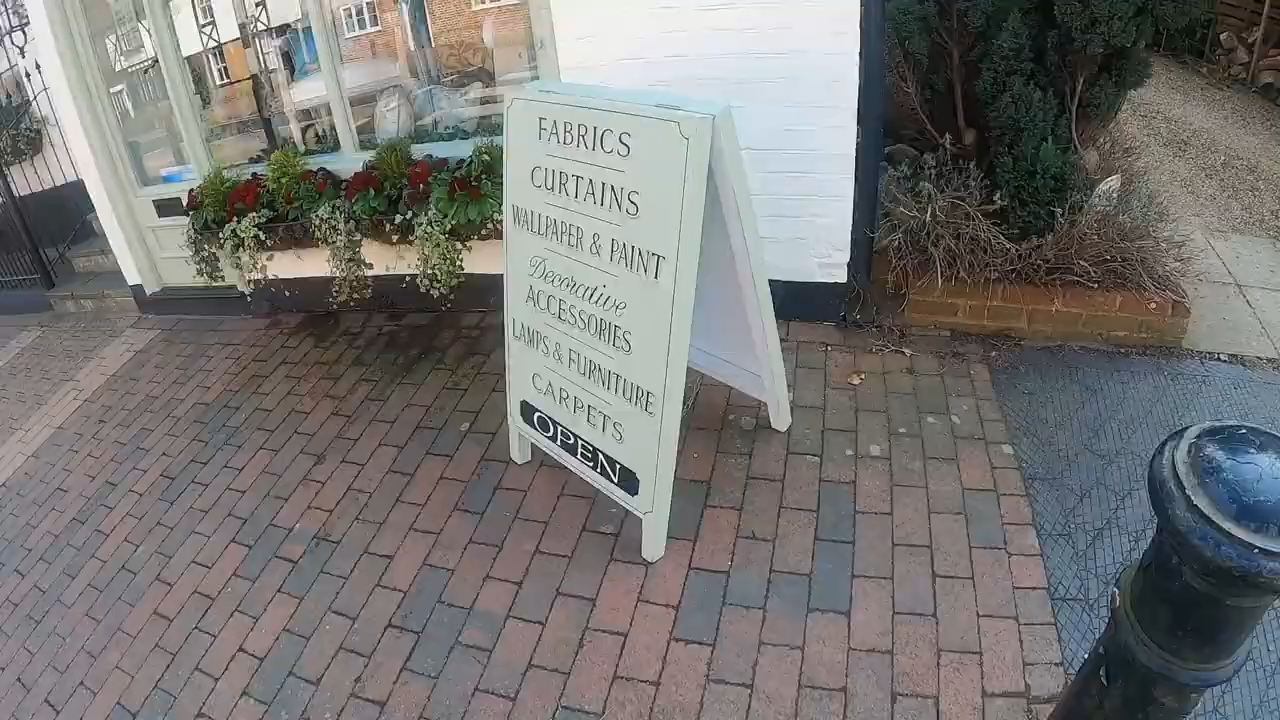 FABRICS
CURTAINS
WALLPAPER & PAINT
Decorative
ACCESSORIES
LAMPS & FURNITURE
CARPETS
OPEN